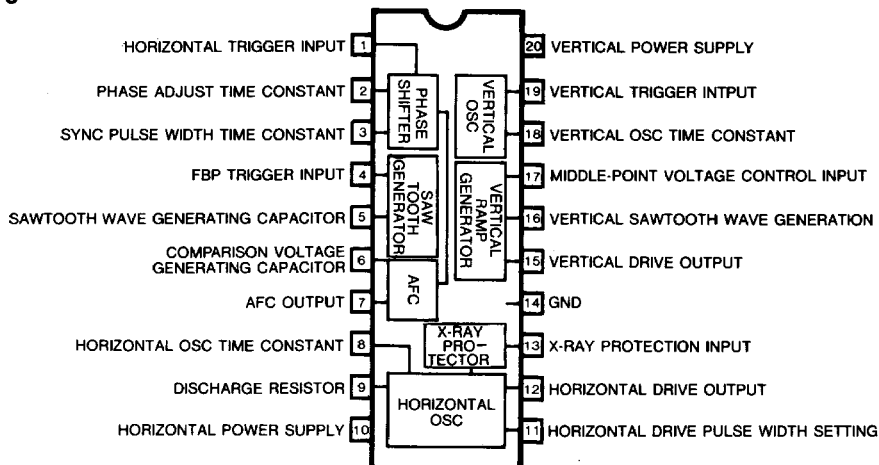 HORIZONTAL TRIGGER INPUT 1
PHASE ADJUST TIME CONSTANT 2
SYNC PULSE WIDTH TIME CONSTANT 3
FBP TRIGGER INPUT 4
SAWTOOTH WAVE GENERATING CAPACITOR 5
COMPARISON VOLTAGE
GENERATING CAPACITOR 6
AFC OUTPUT 7
HORIZONTAL OSC TIME CONSTANT 8
DISCHARGE RESISTOR 9
HORIZONTAL POWER SUPPLY 10
PHASE
SHIFTER
SAW
TOOTH
GENERATOR
AFC
VERTICAL
OSC
VERTICAL
RAMP
GENERATOR
X-RAY
PRO-
TECTOR
HORIZONTAL
OSC
20 VERTICAL POWER SUPPLY
19 VERTICAL TRIGGER INTPUT
18 VERTICAL OSC TIME CONSTANT
17 MIDDLE-POINT VOLTAGE CONTROL INPUT
16 VERTICAL SAWTOOTH WAVE GENERATION
15 VERTICAL DRIVE OUTPUT
14 GND
13 X-RAY PROTECTION INPUT
12 HORIZONTAL DRIVE OUTPUT
11 HORIZONTAL DRIVE PULSE WIDTH SETTING